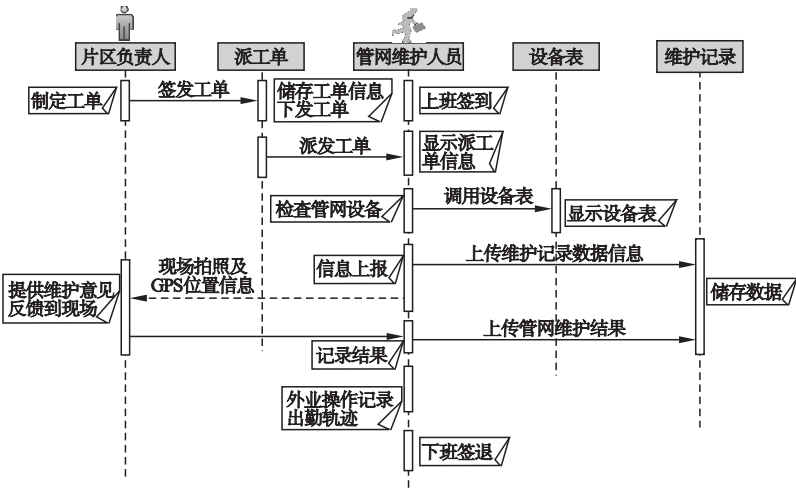 片区负责人
派工单
管网维护人员
设备表
维护记录
制定工单
签发工单
储存工单信息
下发工单
上班签到
派发工单
显示派工
单信息
检查管网设备
调用设备表
显示设备表
现场拍照及
GPS位置信息
信息上报
上传维护记录数据信息
提供维护意见
反馈到现场
储存数据
记录结果
上传管网维护结果
外业操作记录
出勤轨迹
下班签退